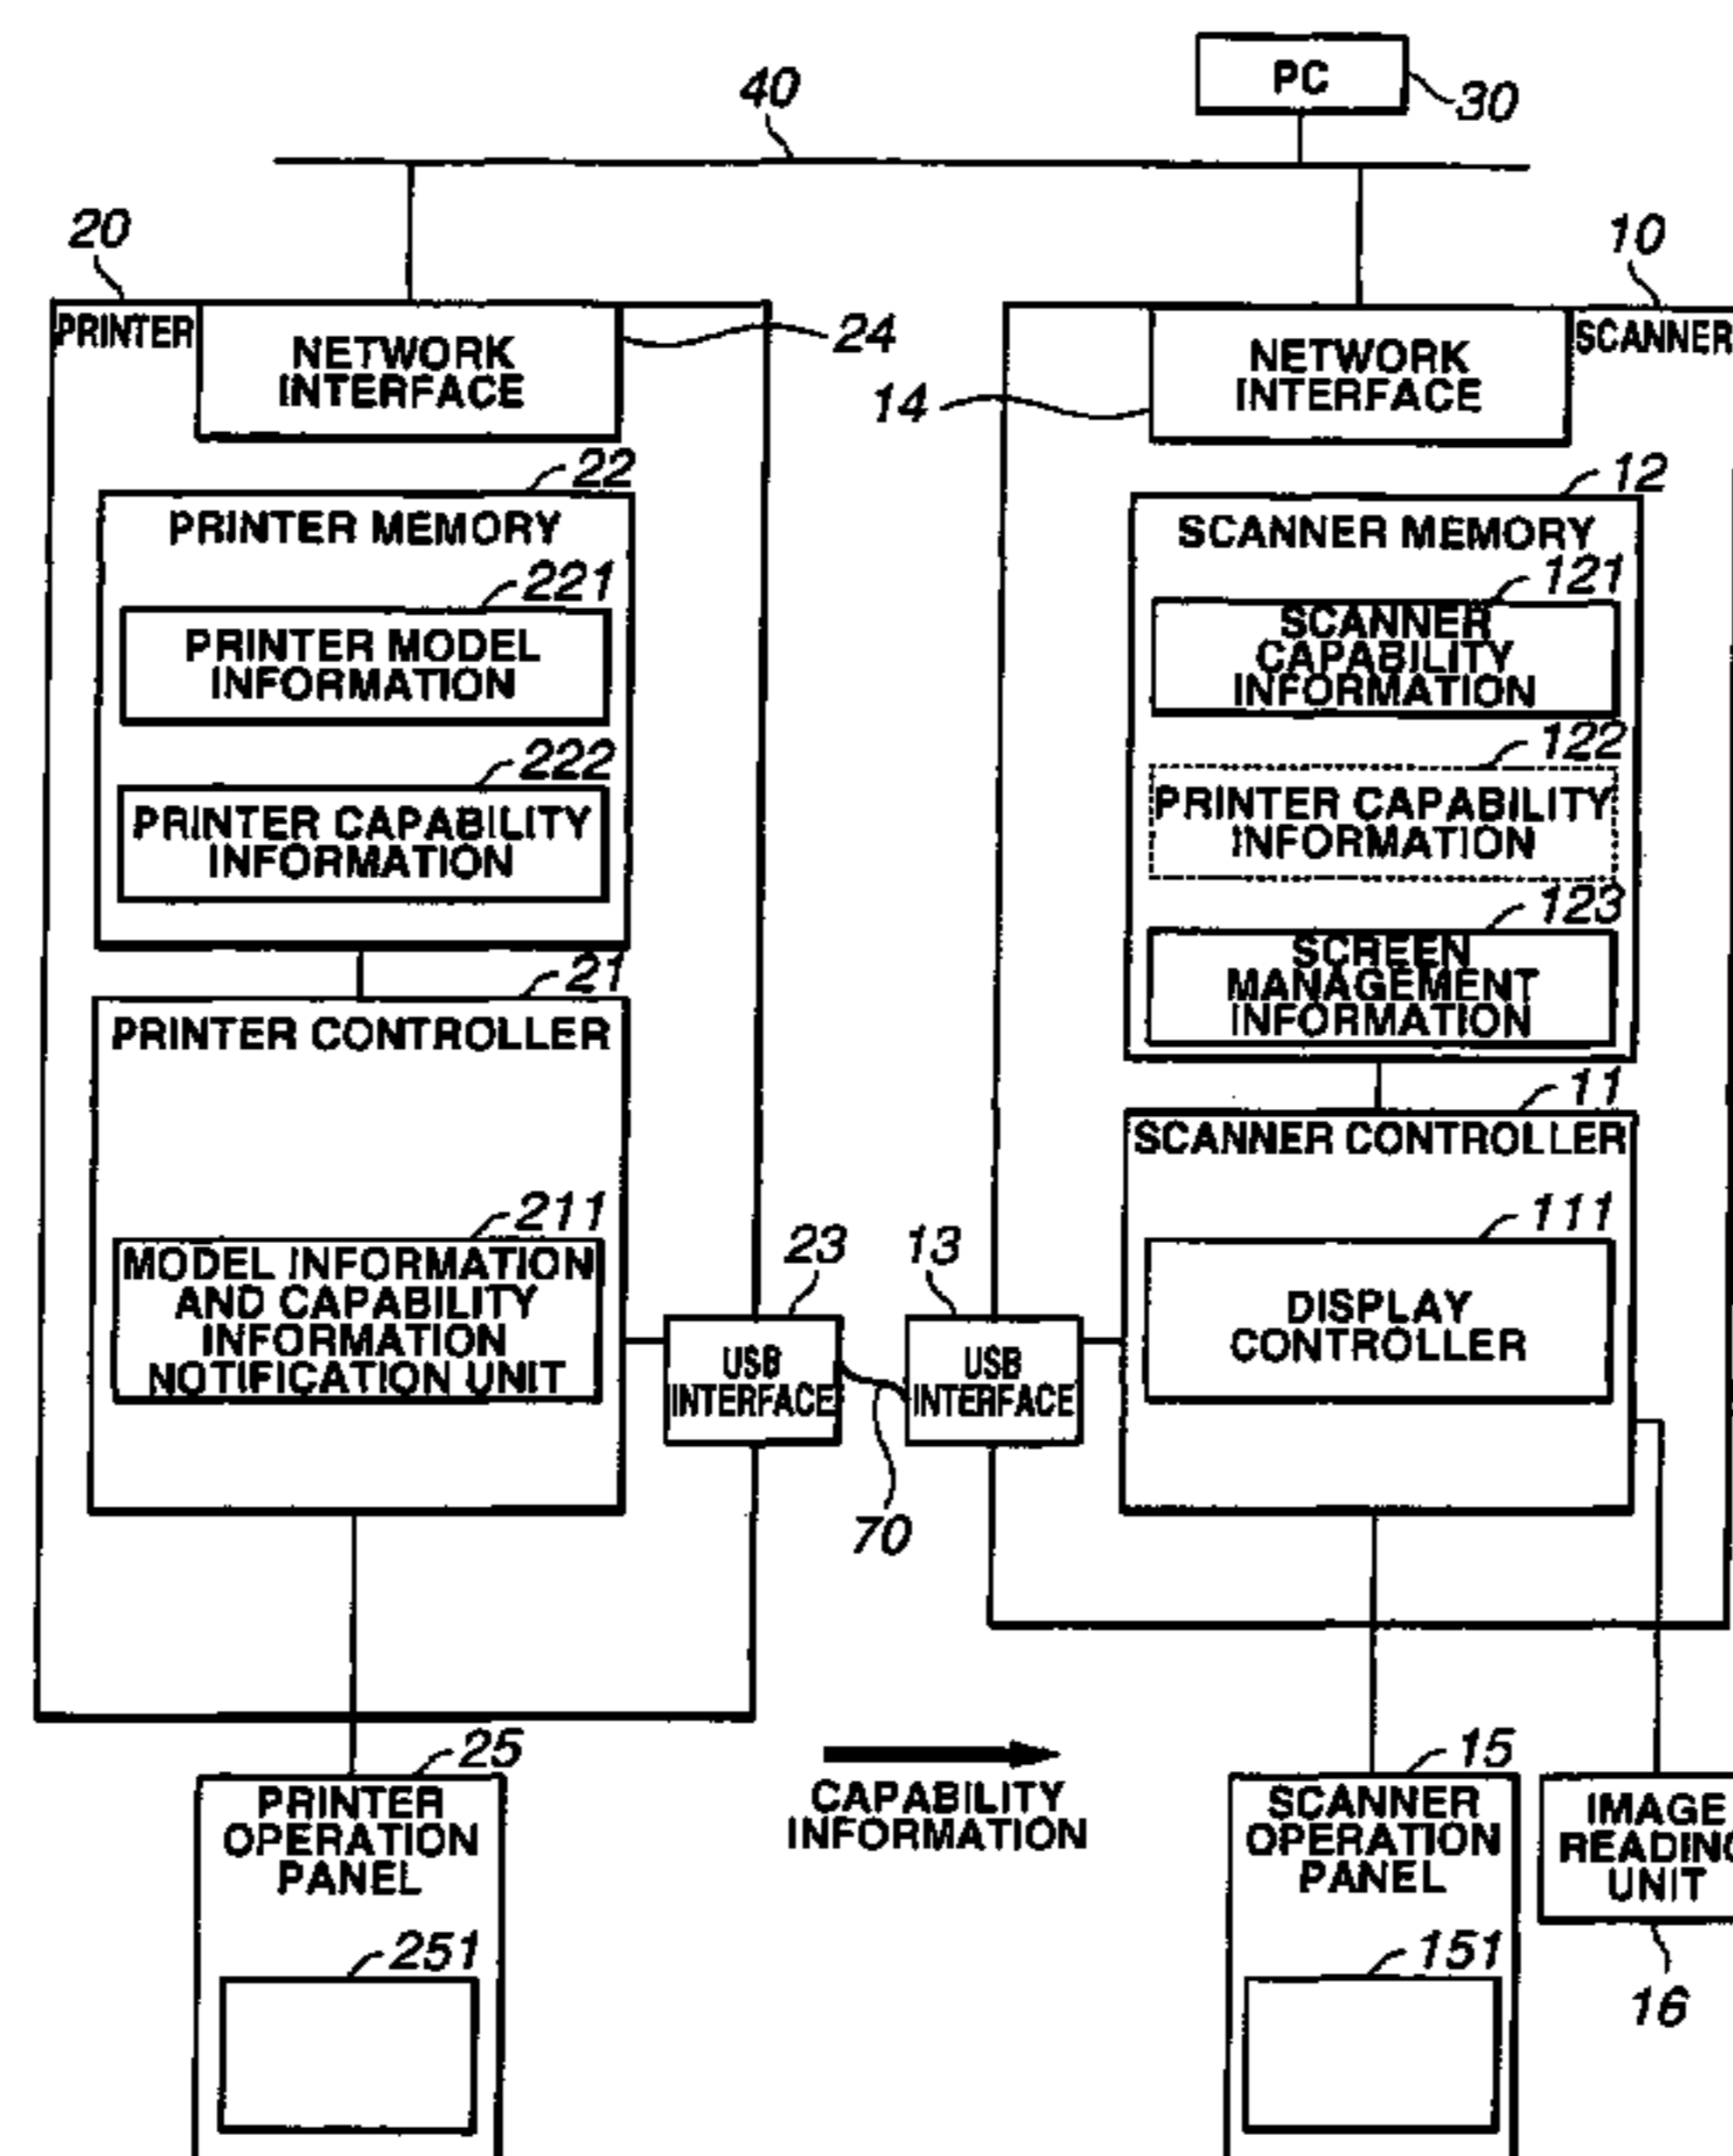 PC
30
40
20
PRINTER
NETWORK
INTERFACE
24
22
PRINTER MEMORY
221
PRINTER MODEL
INFORMATION
222
PRINTER CAPABILITY
INFORMATION
21
PRINTER CONTROLLER
211
MODEL INFORMATION
AND CAPABILITY
INFORMATION
NOTIFICATION UNIT
23
USB
INTERFACE
70
25
PRINTER
OPERATION
PANEL
251
CAPABILITY
INFORMATION
10
SCANNER
14
NETWORK
INTERFACE
12
SCANNER MEMORY
121
SCANNER
CAPABILITY
INFORMATION
122
PRINTER CAPABILITY
INFORMATION
123
SCREEN
MANAGEMENT
INFORMATION
11
SCANNER CONTROLLER
111
DISPLAY
CONTROLLER
13
USB
INTERFACE
15
SCANNER
OPERATION
PANEL
151
IMAGE
READING
UNIT
16